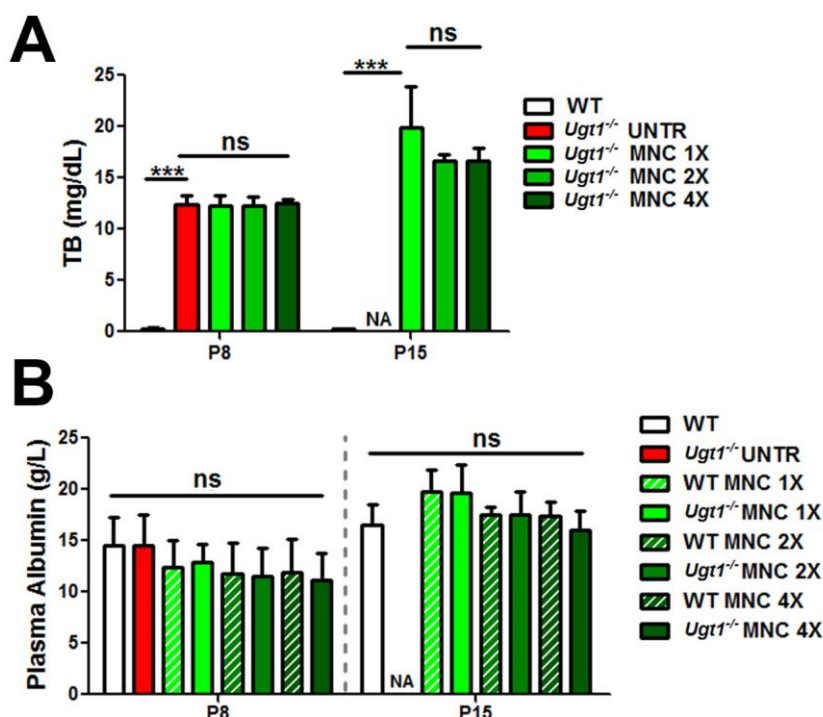 A
TB (mg/dL)
25
20
15
10
5
0
***
ns
***
ns
NA
P8
P15
WT
Ugt1-/- UNTR
Ugt1-/- MNC 1X
Ugt1-/- MNC 2X
Ugt1-/- MNC 4X
B
Plasma Albumin (g/L)
25
20
15
10
5
0
ns
ns
NA
P8
P15
WT
Ugt1-/- UNTR
WT MNC 1X
Ugt1-/- MNC 1X
WT MNC 2X
Ugt1-/- MNC 2X
WT MNC 4X
Ugt1-/- MNC 4X